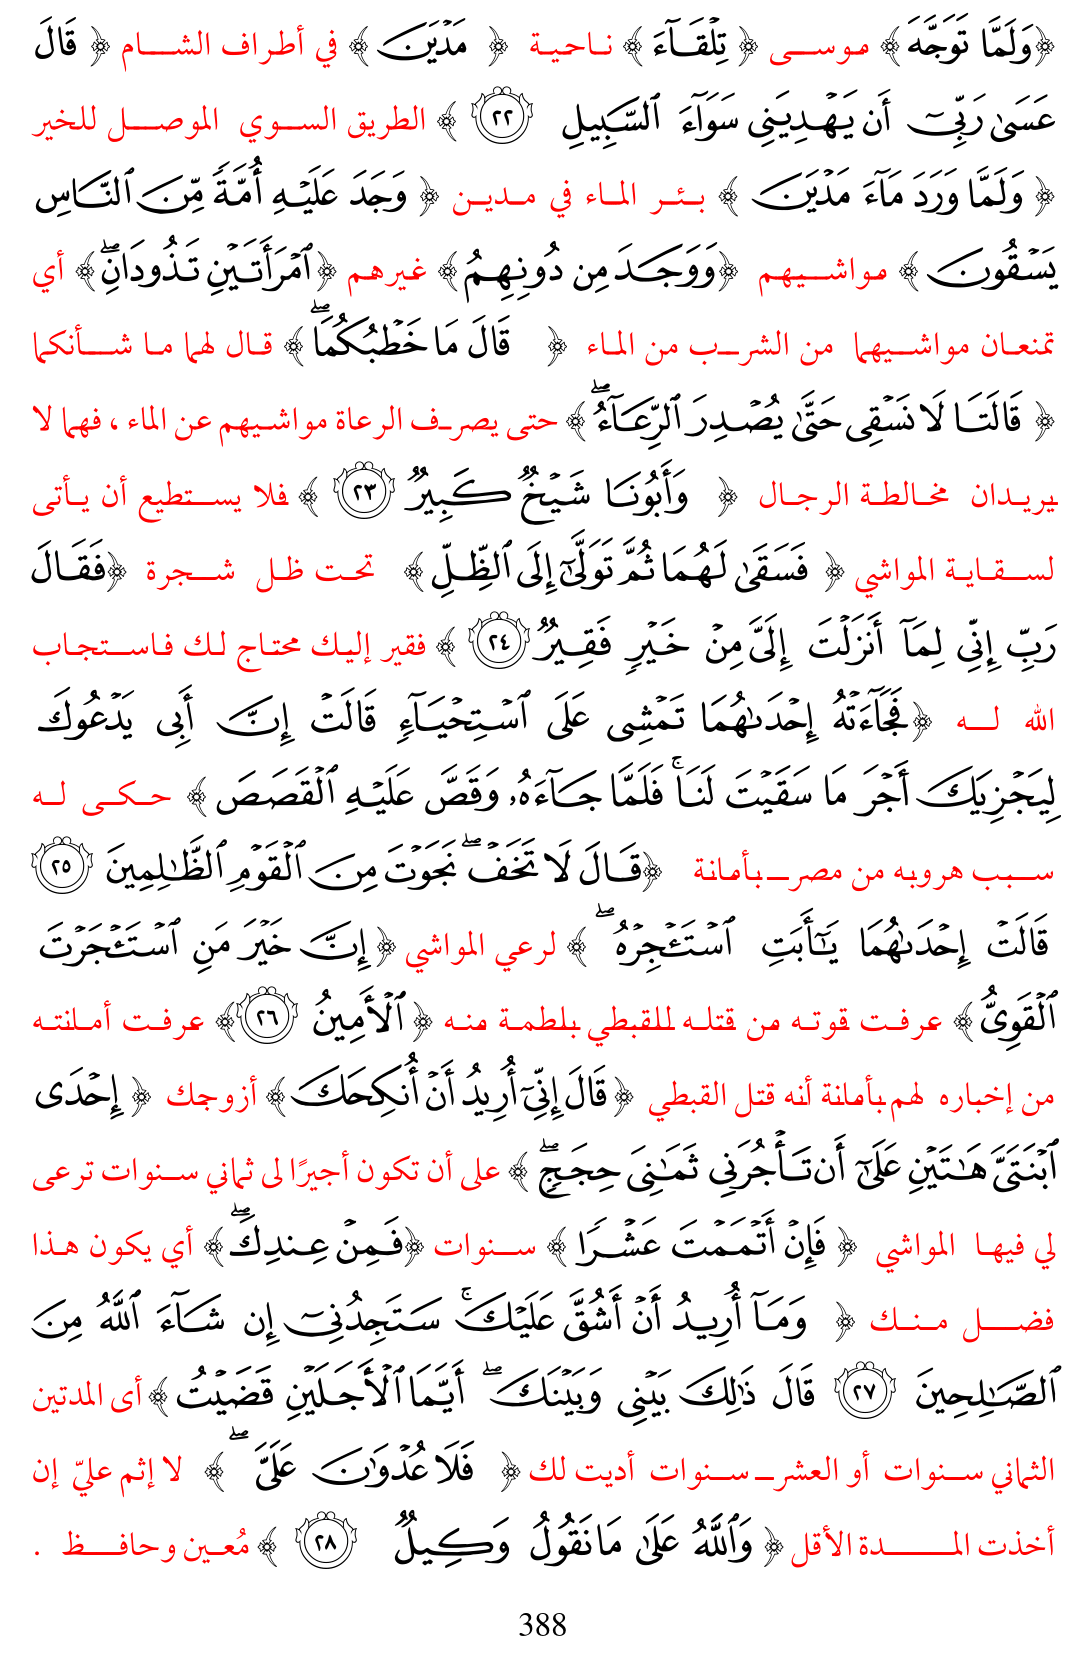 ﴿وَلَمَّا تَوَجَّهَ﴾ موسى ﴿تِلْقَآءَ﴾ ناحية ﴿ مَدْيَنَ﴾ في أطراف الشام ﴿ قَالَ
عَسَىٰ رَبِّىٓ أَن يَهْدِيَنِى سَوَآءَ ٱلسَّبِيلِ ٢٢ ﴾ الطريق السوي الموصل للخير
﴿ وَلَمَّا وَرَدَ مَآءَ مَدْيَنَ ﴾ بئر الماء في مدين ﴿ وَجَدَ عَلَيْهِ أُمَّةً مِّنَ ٱلنَّاسِ
يَسْقُونَ ﴾ مواشيهم ﴿وَوَجَدَ مِن دُونِهِمُ﴾ غيرهم ﴿ٱمْرَأَتَيْنِ تَذُودَانِۖ﴾ أي
تمنعان مواشيهما من الشرب من الماء ﴿ قَالَ مَا خَطْبُكُمَاۖ﴾ قال لهما ما شأنكما
﴿ قَالَتَا لَا نَسْقِى حَتَّىٰ يُصْدِرَ ٱلرِّعَآءُۖ﴾ حتى يصرف الرعاة مواشيهم عن الماء ، فهما لا
يريدان مخالطة الرجال ﴿ وَأَبُونَا شَيْخٌ كَبِيرٌ ٢٣ ﴾ فلا يستطيع أن يأتى
لسقاية المواشي ﴿ فَسَقَىٰ لَهُمَا ثُمَّ تَوَلَّىٰٓ إِلَى ٱلظِّلِّ﴾ تحت ظل شجرة ﴿فَقَالَ
رَبِّ إِنِّى لِمَآ أَنزَلْتَ إِلَىَّ مِنْ خَيْرٍ فَقِيرٌ ٢٤ ﴾ فقير إليك محتاج لك فاستجاب
الله له ﴿فَجَآءَتْهُ إِحْدَىٰهُمَا تَمْشِى عَلَى ٱسْتِحْيَآءٍ قَالَتْ إِنَّ أَبِى يَدْعُوكَ
لِيَجْزِيَكَ أَجْرَ مَا سَقَيْتَ لَنَاۚ فَلَمَّا جَآءَهُۥ وَقَصَّ عَلَيْهِ ٱلْقَصَصَ ﴾ حكى له
سبب هروبه من مصر بأمانة ﴿قَالَ لَا تَخَفْۖ نَجَوْتَ مِنَ ٱلْقَوْمِ ٱلظَّـٰلِمِينَ ٢٥
قَالَتْ إِحْدَىٰهُمَا يَـٰٓأَبَتِ ٱسْتَـْٔجِرْهُۖ ﴾ لرعي المواشي ﴿إِنَّ خَيْرَ مَنِ ٱسْتَـْٔجَرْتَ
ٱلْقَوِىُّ﴾ عرفت قوته من قتله للقبطي بلطمة منه ﴿ ٱلْأَمِينُ ٢٦﴾ عرفت أمانته
من إخباره لهم بأمانة أنه قتل القبطي ﴿قَالَ إِنِّىٓ أُرِيدُ أَنْ أُنكِحَكَ﴾ أزوجك ﴿ إِحْدَى
ٱبْنَتَىَّ هَـٰتَيْنِ عَلَىٰٓ أَن تَأْجُرَنِى ثَمَـٰنِىَ حِجَجٍۖ ﴾ على أن تكون أجيرًا لى ثماني سنوات ترعى
لي فيها المواشي ﴿ فَإِنْ أَتْمَمْتَ عَشْرًا ﴾ سنوات ﴿فَمِنْ عِندِكَۖ﴾ أي يكون هذا
فضل منك ﴿ وَمَآ أُرِيدُ أَنْ أَشُقَّ عَلَيْكَۚ سَتَجِدُنِىٓ إِن شَآءَ ٱللَّهُ مِنَ
ٱلصَّـٰلِحِينَ ٢٧ قَالَ ذَٰلِكَ بَيْنِى وَبَيْنَكَۖ أَيَّمَا ٱلْأَجَلَيْنِ قَضَيْتُ ﴾ أى المدتين
الثماني سنوات أو العشر سنوات أديت لك ﴿ فَلَا عُدْوَٰنَ عَلَىَّۖ ﴾ لا إثم عليّ إن
أخذت المدة الأقل ﴿ وَٱللَّهُ عَلَىٰ مَا نَقُولُ وَكِيلٌ ٢٨ ﴾ مُعين وحافظ .
388